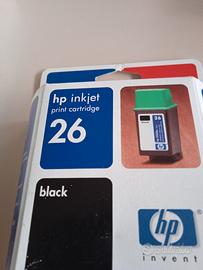 hp inkjet
print cartridge
26
black
hp
invent